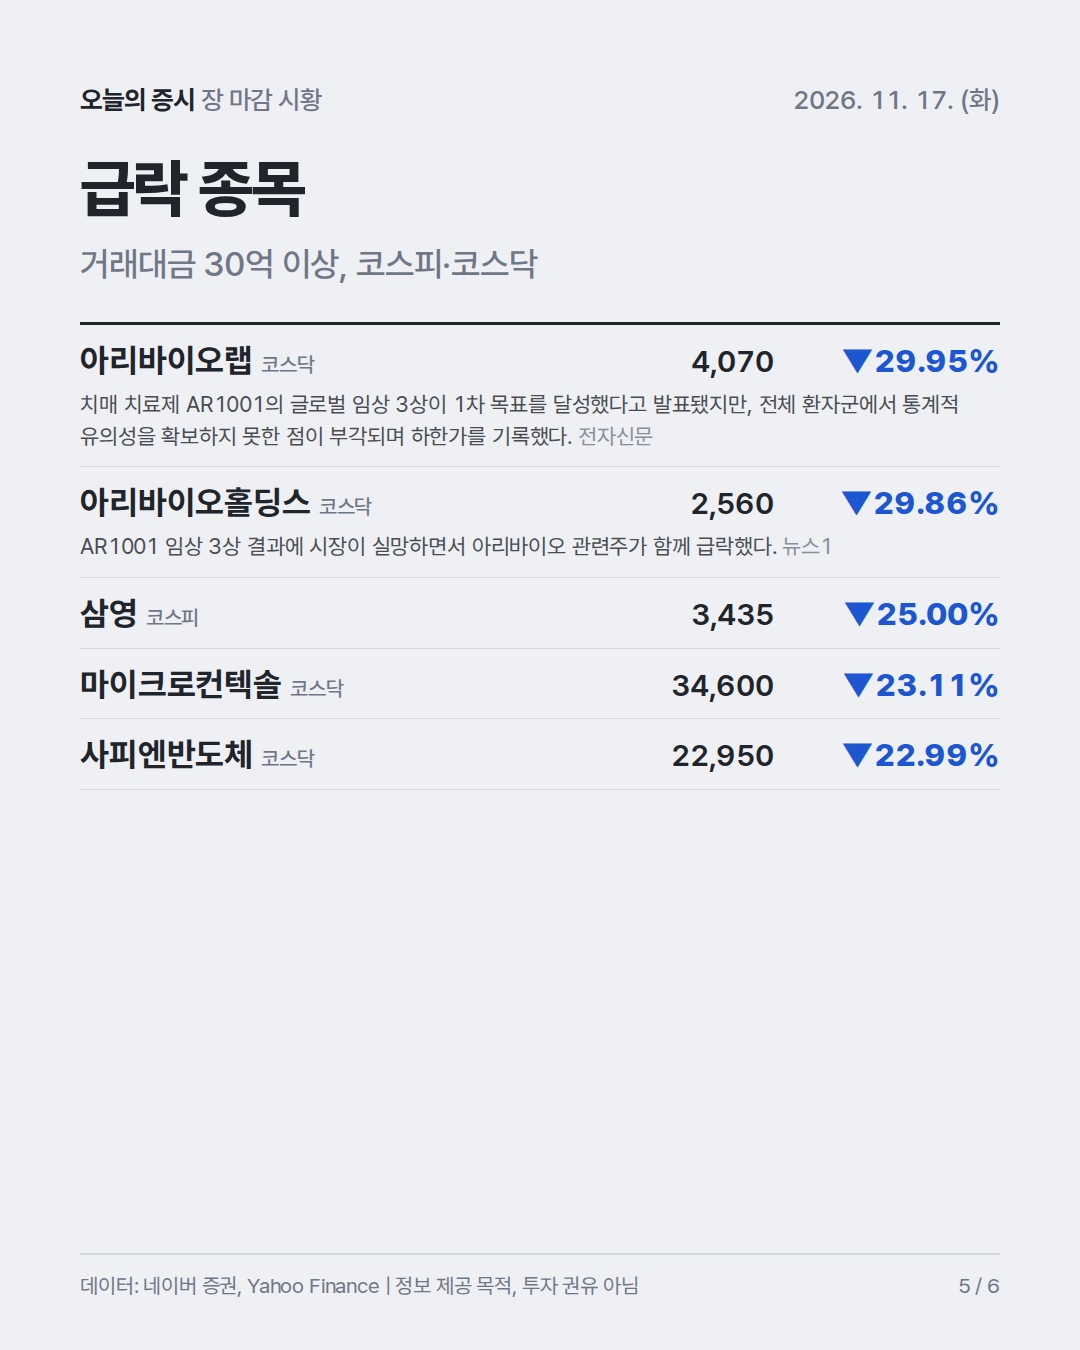 오늘의 증시 장 마감 시황 2026. 11. 17. (화)
급락 종목
거래대금 30억 이상, 코스피·코스닥
아리바이오랩 코스닥 4,070 ▼29.95%
치매 치료제 AR1001의 글로벌 임상 3상이 1차 목표를 달성했다고 발표됐지만, 전체 환자군에서 통계적
유의성을 확보하지 못한 점이 부각되며 하한가를 기록했다. 전자신문
아리바이오홀딩스 코스닥 2,560 ▼29.86%
AR1001 임상 3상 결과에 시장이 실망하면서 아리바이오 관련주가 함께 급락했다. 뉴스1
삼영 코스피 3,435 ▼25.00%
마이크로컨텍솔 코스닥 34,600 ▼23.11%
사피엔반도체 코스닥 22,950 ▼22.99%
데이터: 네이버 증권, Yahoo Finance | 정보 제공 목적, 투자 권유 아님 5 / 6